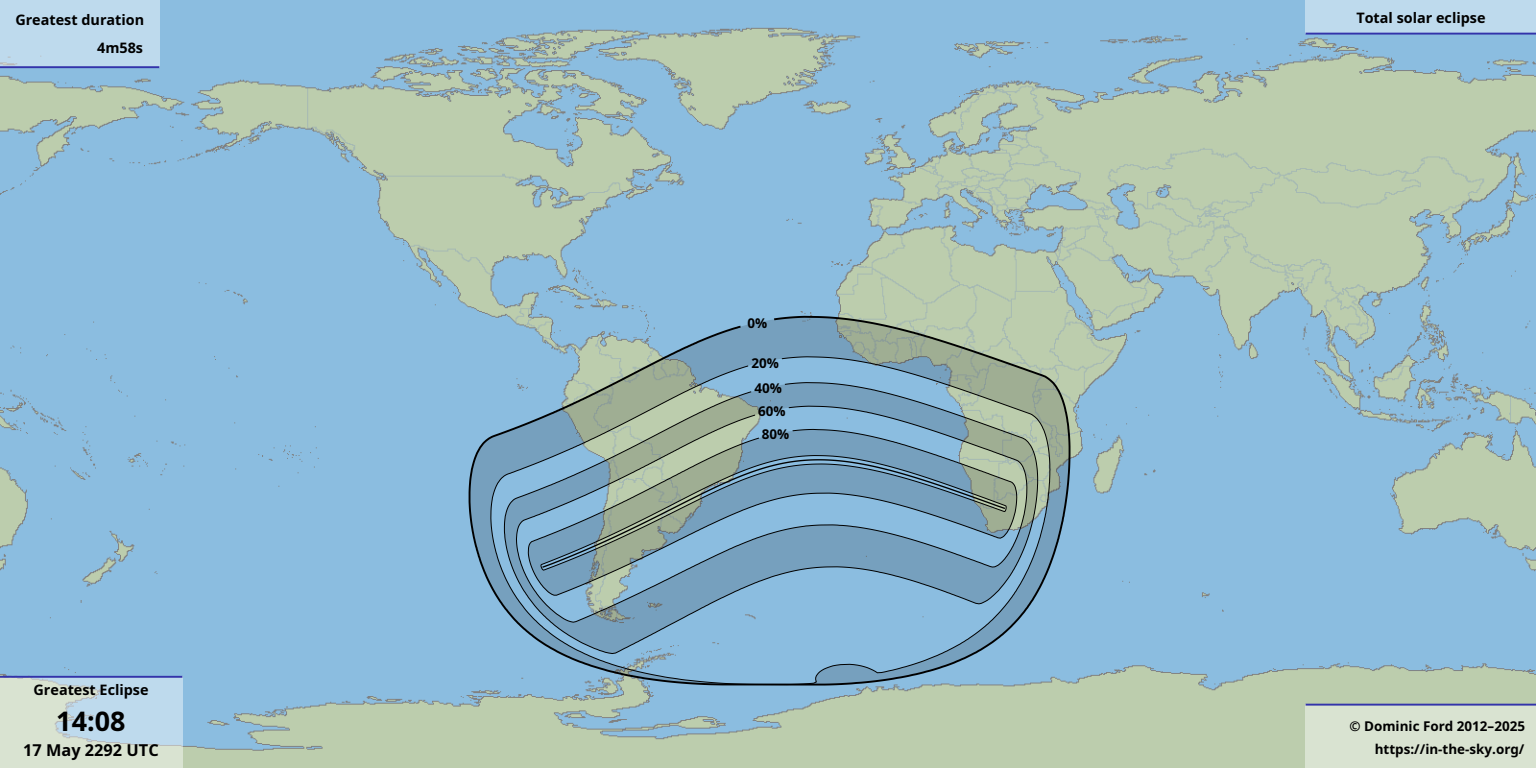 Greatest duration
4m58s
Total solar eclipse
0%
20%
40%
60%
80%
Greatest Eclipse
14:08
17 May 2292 UTC
© Dominic Ford 2012–2025
https://in-the-sky.org/